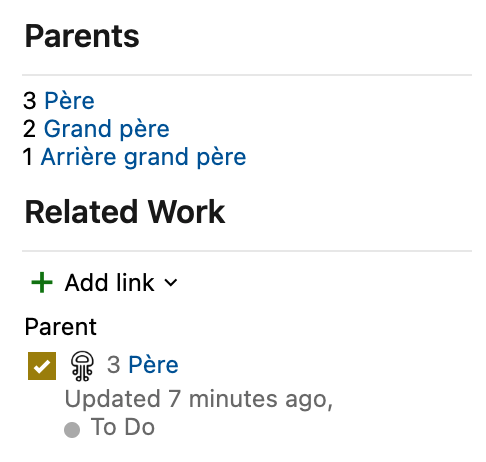 Parents
3 Père
2 Grand père
1 Arrière grand père
Related Work
Add link
Parent
3 Père
Updated 7 minutes ago,
To Do